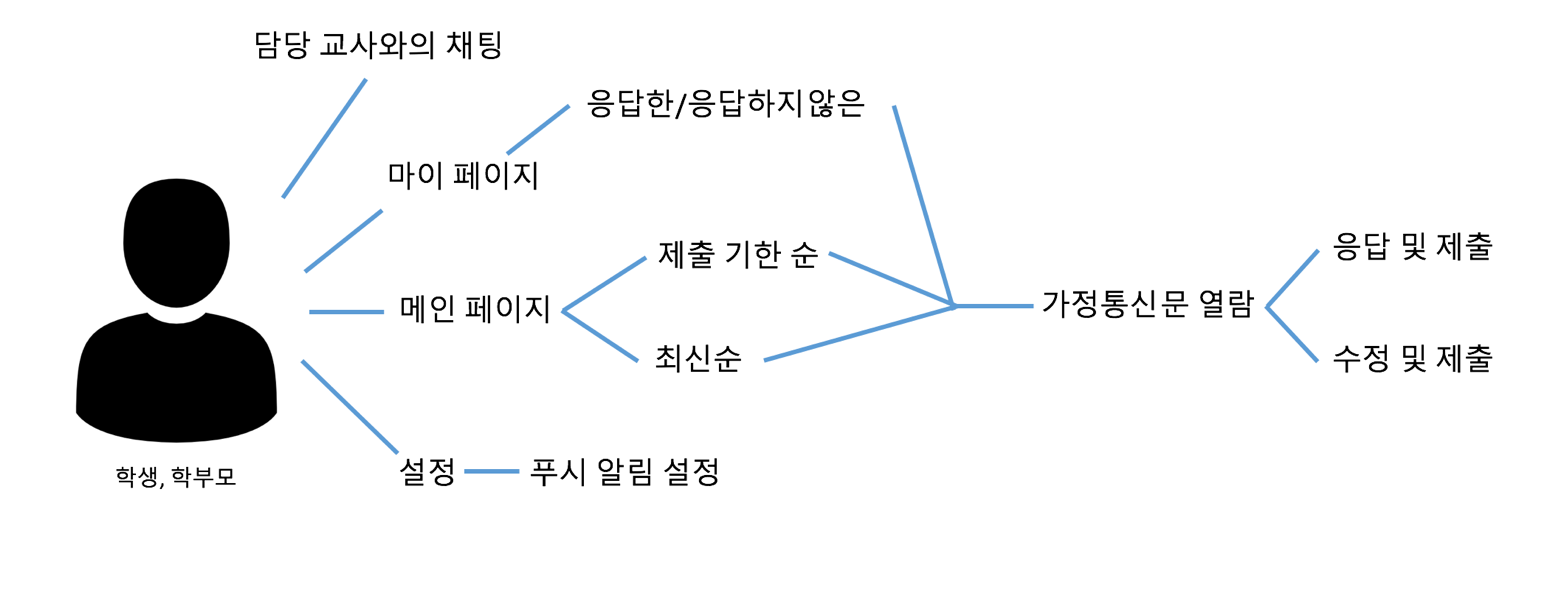 담당 교사와의 채팅
응답한/응답하지않은
마이 페이지
제출 기한 순
응답 및 제출
메인 페이지
가정통신문 열람
최신순
수정 및 제출
설정
푸시 알림 설정
학생, 학부모